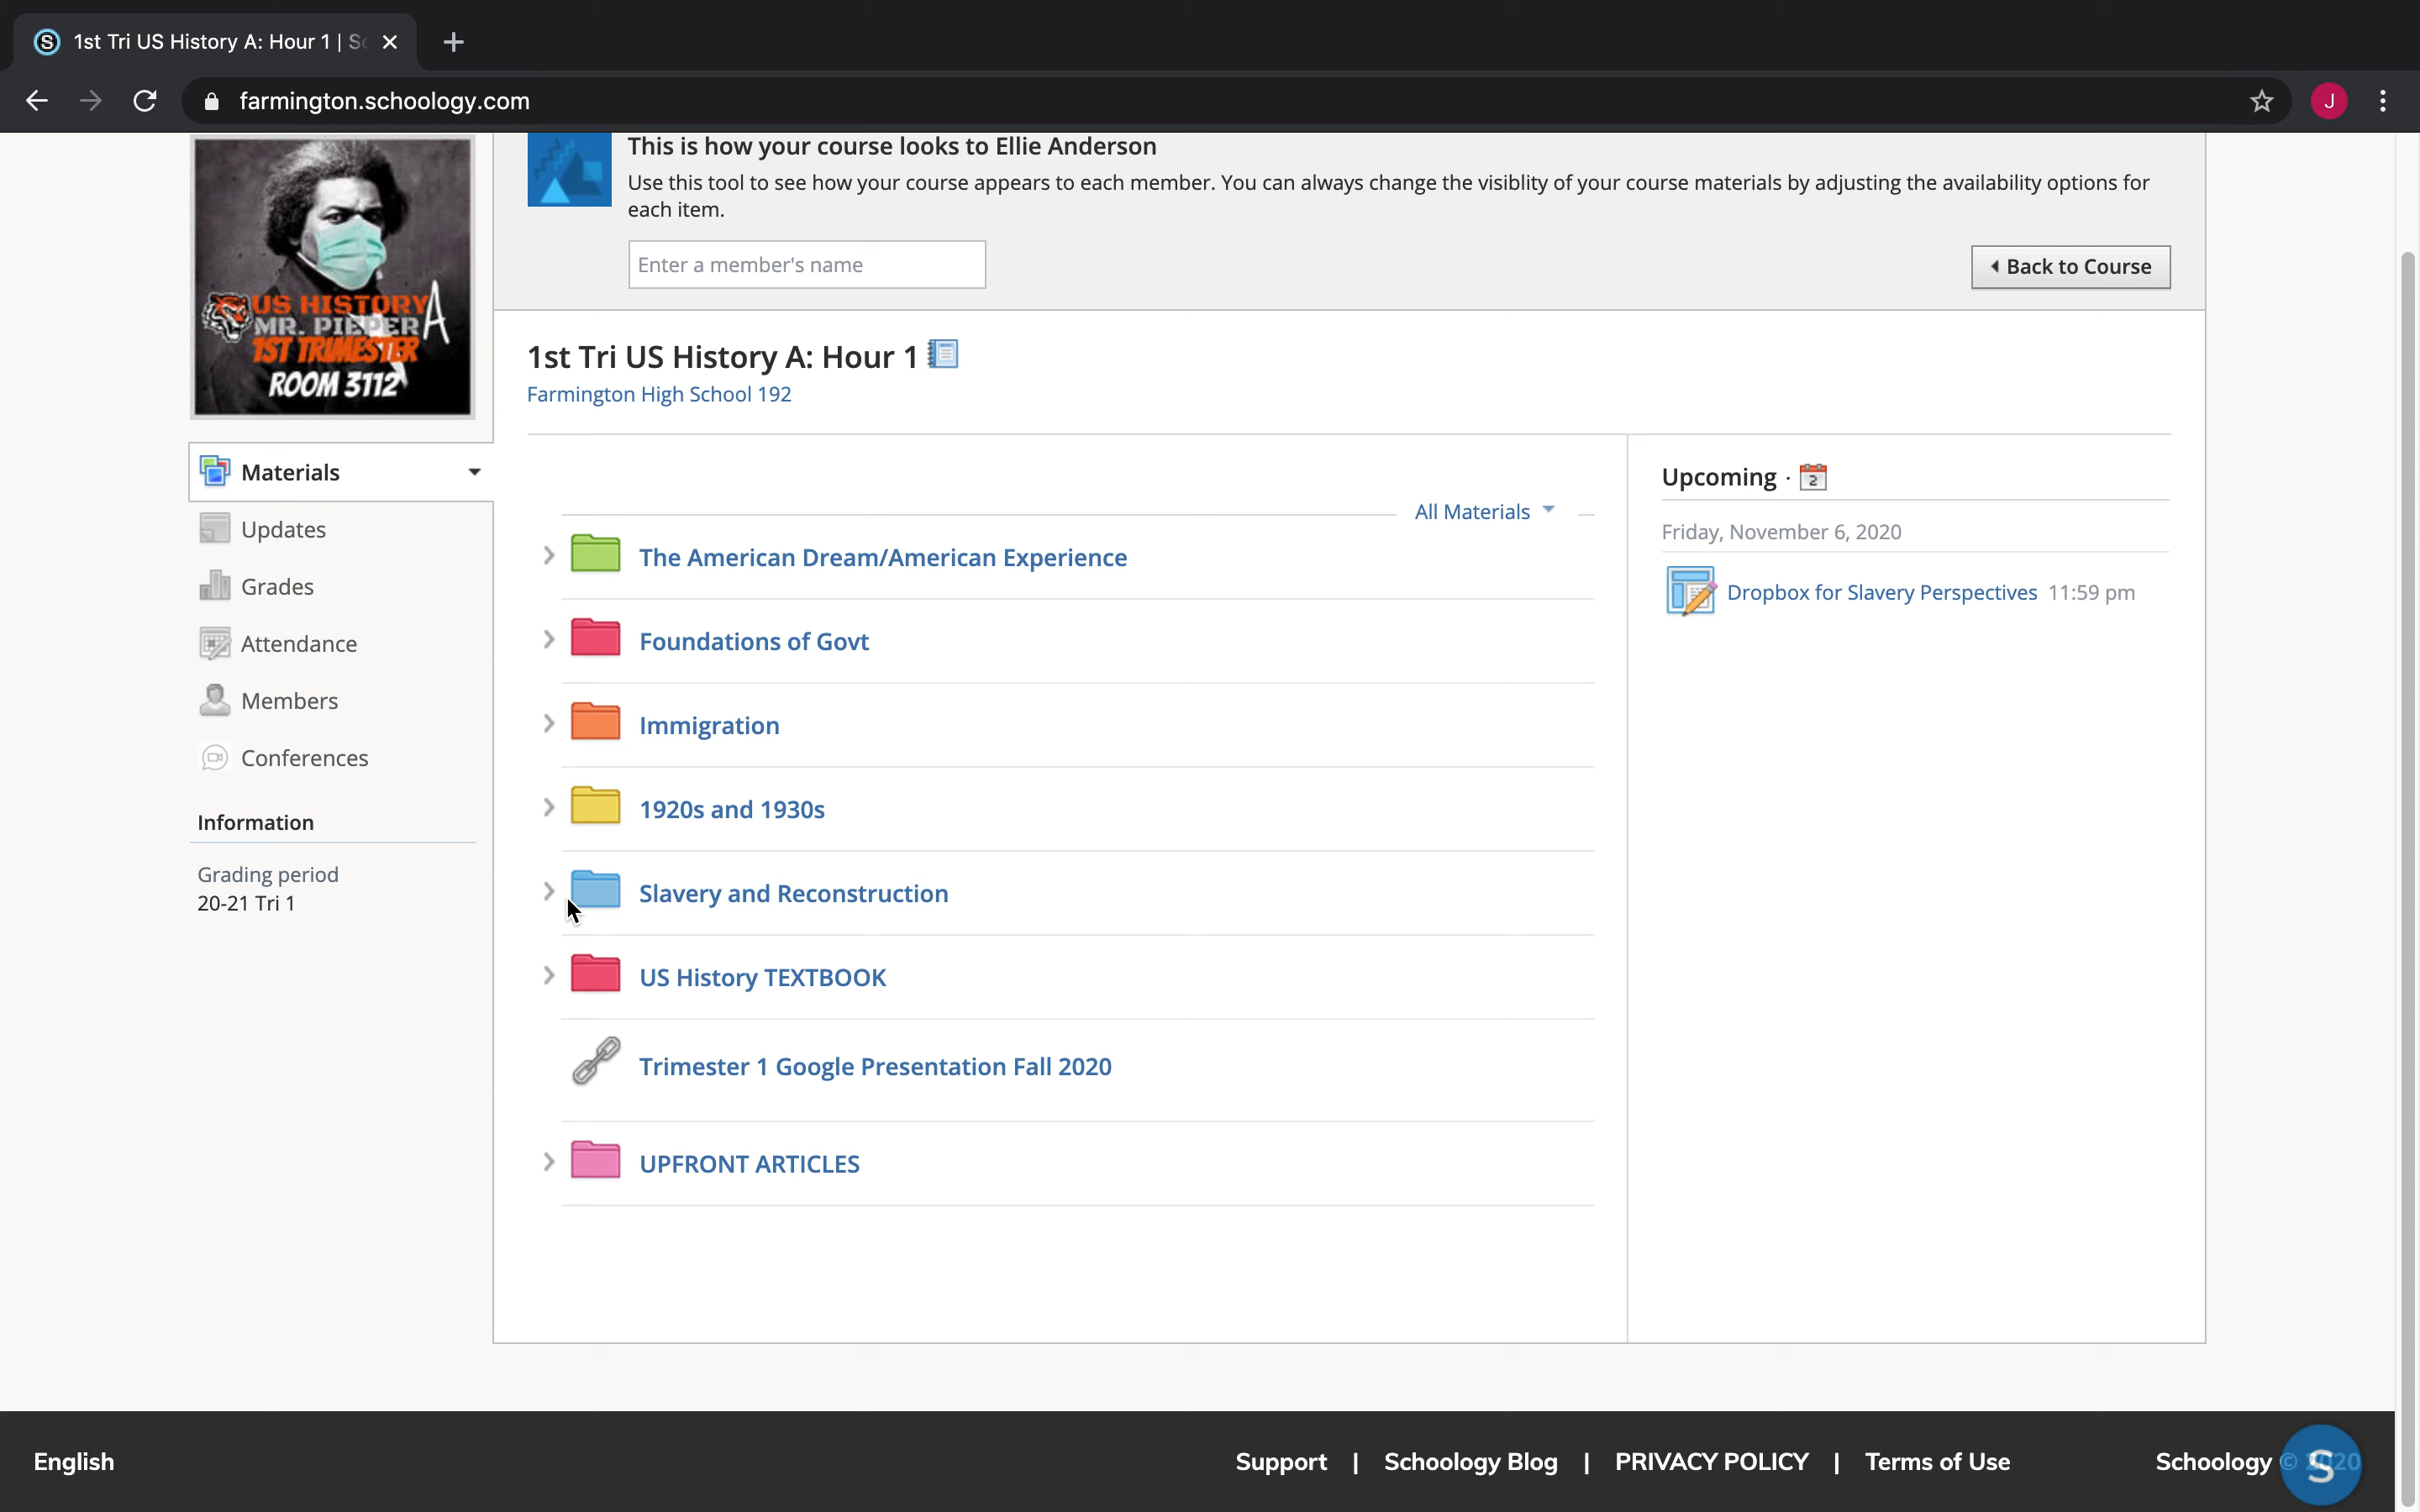 1st Tri US History A: Hour 1 | Sc
farmington.schoology.com
J
US HISTORY A
MR. PIEPER
1ST TRIMESTER
ROOM 3112
This is how your course looks to Ellie Anderson
Use this tool to see how your course appears to each member. You can always change the visiblity of your course materials by adjusting the availability options for
each item.
Enter a member's name
Back to Course
1st Tri US History A: Hour 1
Farmington High School 192
Materials
Updates
Grades
Attendance
Members
Conferences
Information
Grading period
20-21 Tri 1
All Materials
The American Dream/American Experience
Foundations of Govt
Immigration
1920s and 1930s
Slavery and Reconstruction
US History TEXTBOOK
Trimester 1 Google Presentation Fall 2020
UPFRONT ARTICLES
Upcoming · 2
Friday, November 6, 2020
Dropbox for Slavery Perspectives 11:59 pm
English
Support | Schoology Blog | PRIVACY POLICY | Terms of Use
Schoology © 2020
S